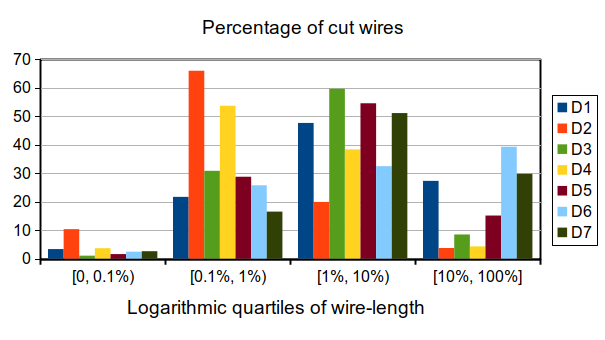 Percentage of cut wires
70
60
50
40
30
20
10
0
[0, 0.1%) [0.1%, 1%) [1%, 10%) [10%, 100%]
Logarithmic quartiles of wire-length
D1
D2
D3
D4
D5
D6
D7